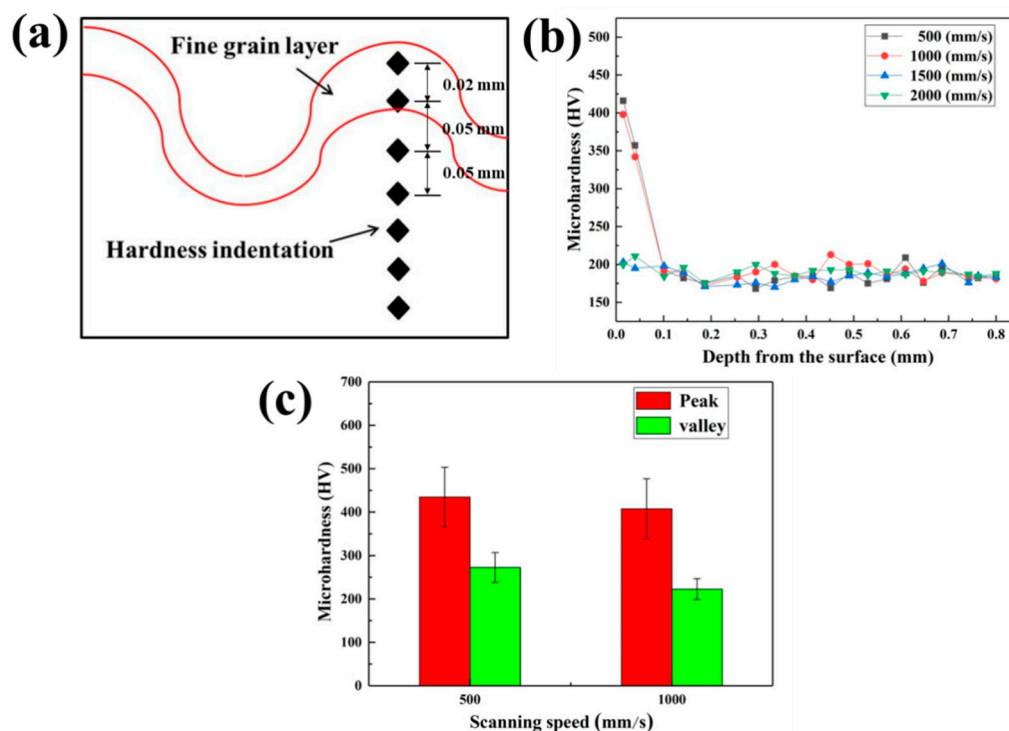 (a)
Fine grain layer
0.02 mm
0.05 mm
0.05 mm
Hardness indentation
(b)
500
450
400
350
300
250
200
150
Microhardness (HV)
500 (mm/s)
1000 (mm/s)
1500 (mm/s)
2000 (mm/s)
0.0 0.1 0.2 0.3 0.4 0.5 0.6 0.7 0.8
Depth from the surface (mm)
(c)
700
600
500
400
300
200
100
0
Microhardness (HV)
Peak
valley
500 1000
Scanning speed (mm/s)